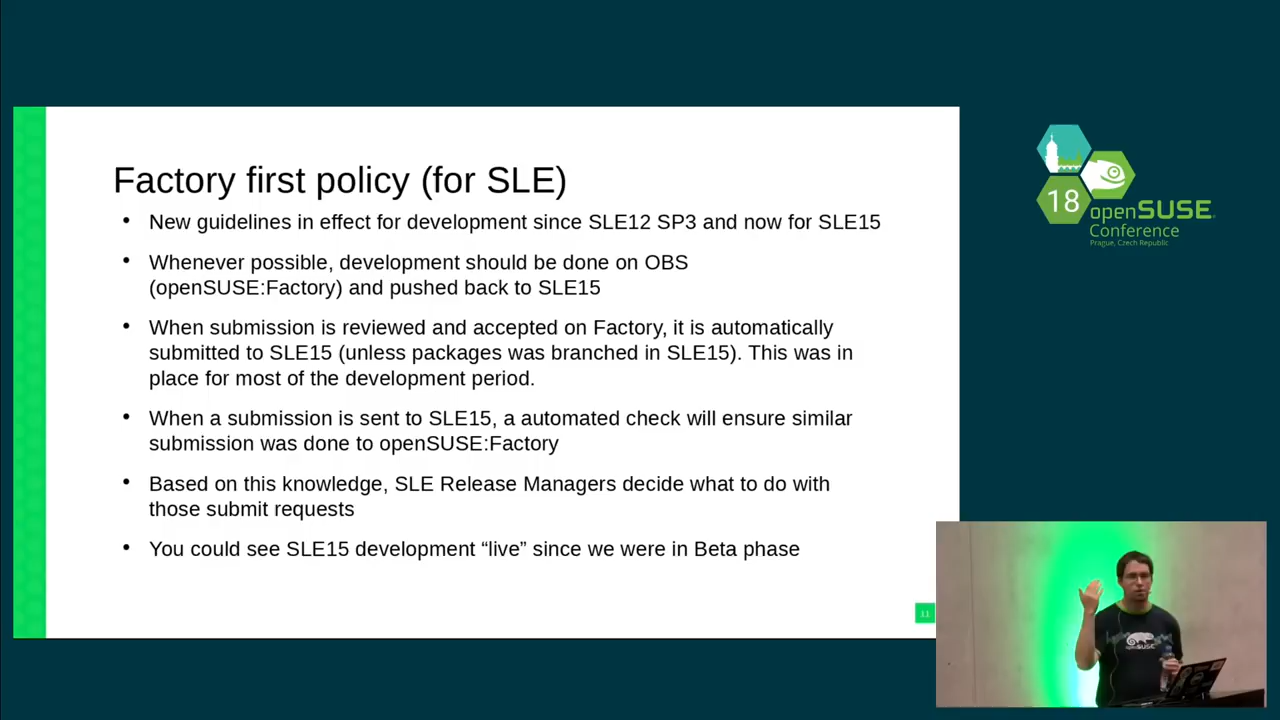 Factory first policy (for SLE)
• New guidelines in effect for development since SLE12 SP3 and now for SLE15
• Whenever possible, development should be done on OBS
(openSUSE:Factory) and pushed back to SLE15
• When submission is reviewed and accepted on Factory, it is automatically
submitted to SLE15 (unless packages was branched in SLE15). This was in
place for most of the development period.
• When a submission is sent to SLE15, a automated check will ensure similar
submission was done to openSUSE:Factory
• Based on this knowledge, SLE Release Managers decide what to do with
those submit requests
• You could see SLE15 development “live” since we were in Beta phase
11
18
openSUSE
Conference
Prague, Czech Republic
openSUSE